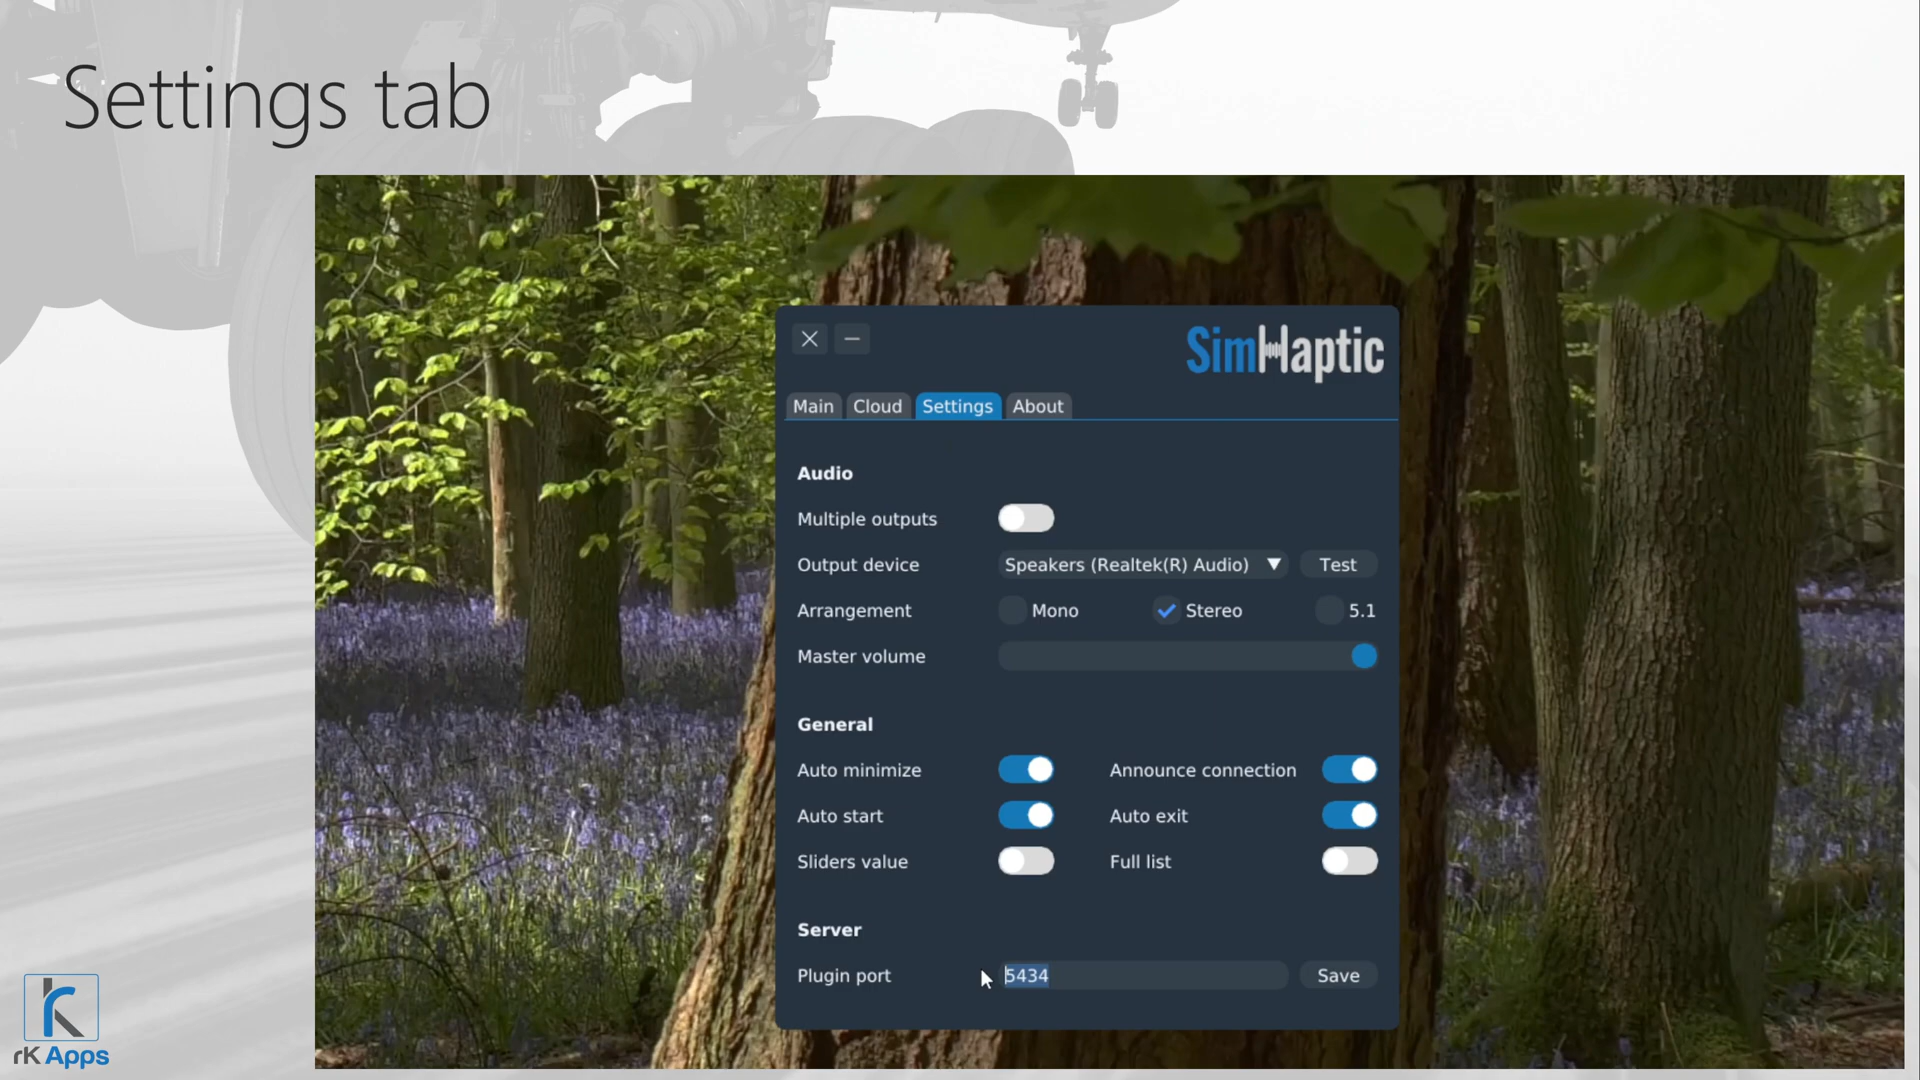 Settings tab
SimHaptic
Main Cloud Settings About
Audio
Multiple outputs
Output device Speakers (Realtek(R) Audio) Test
Arrangement Mono Stereo 5.1
Master volume
General
Auto minimize Announce connection
Auto start Auto exit
Sliders value Full list
Server
Plugin port 5434 Save
rK Apps